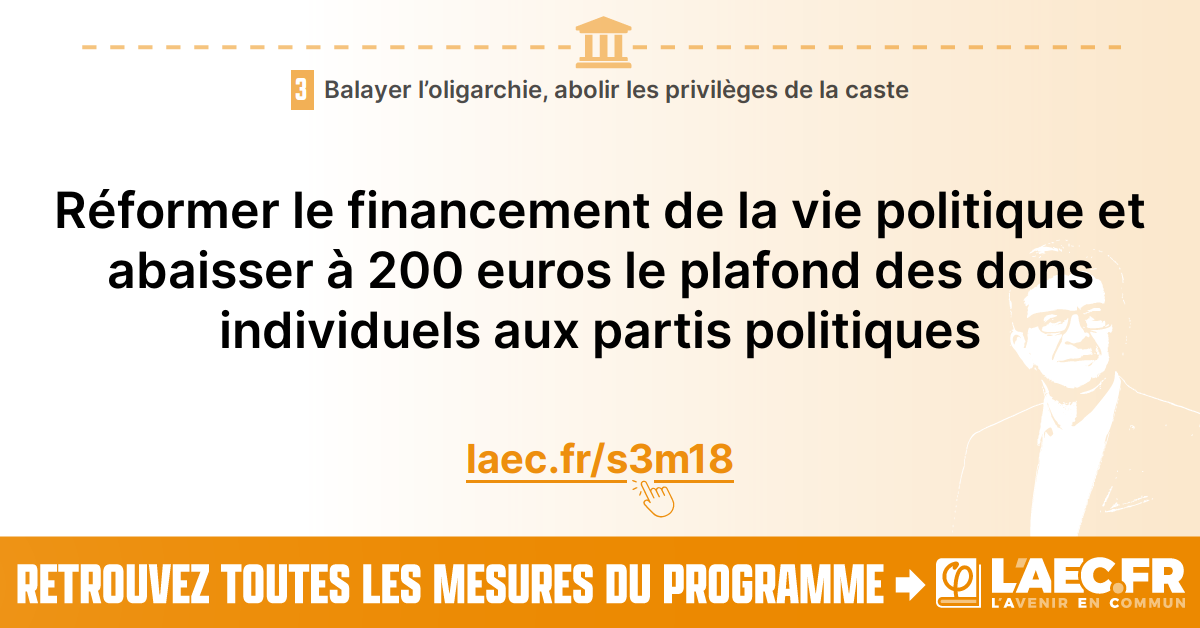 3 Balayer l’oligarchie, abolir les privilèges de la caste
Réformer le financement de la vie politique et
abaisser à 200 euros le plafond des dons
individuels aux partis politiques
laec.fr/s3m18
RETROUVEZ TOUTES LES MESURES DU PROGRAMME
φ L'AEC.FR
L'AVENIR EN COMMUN